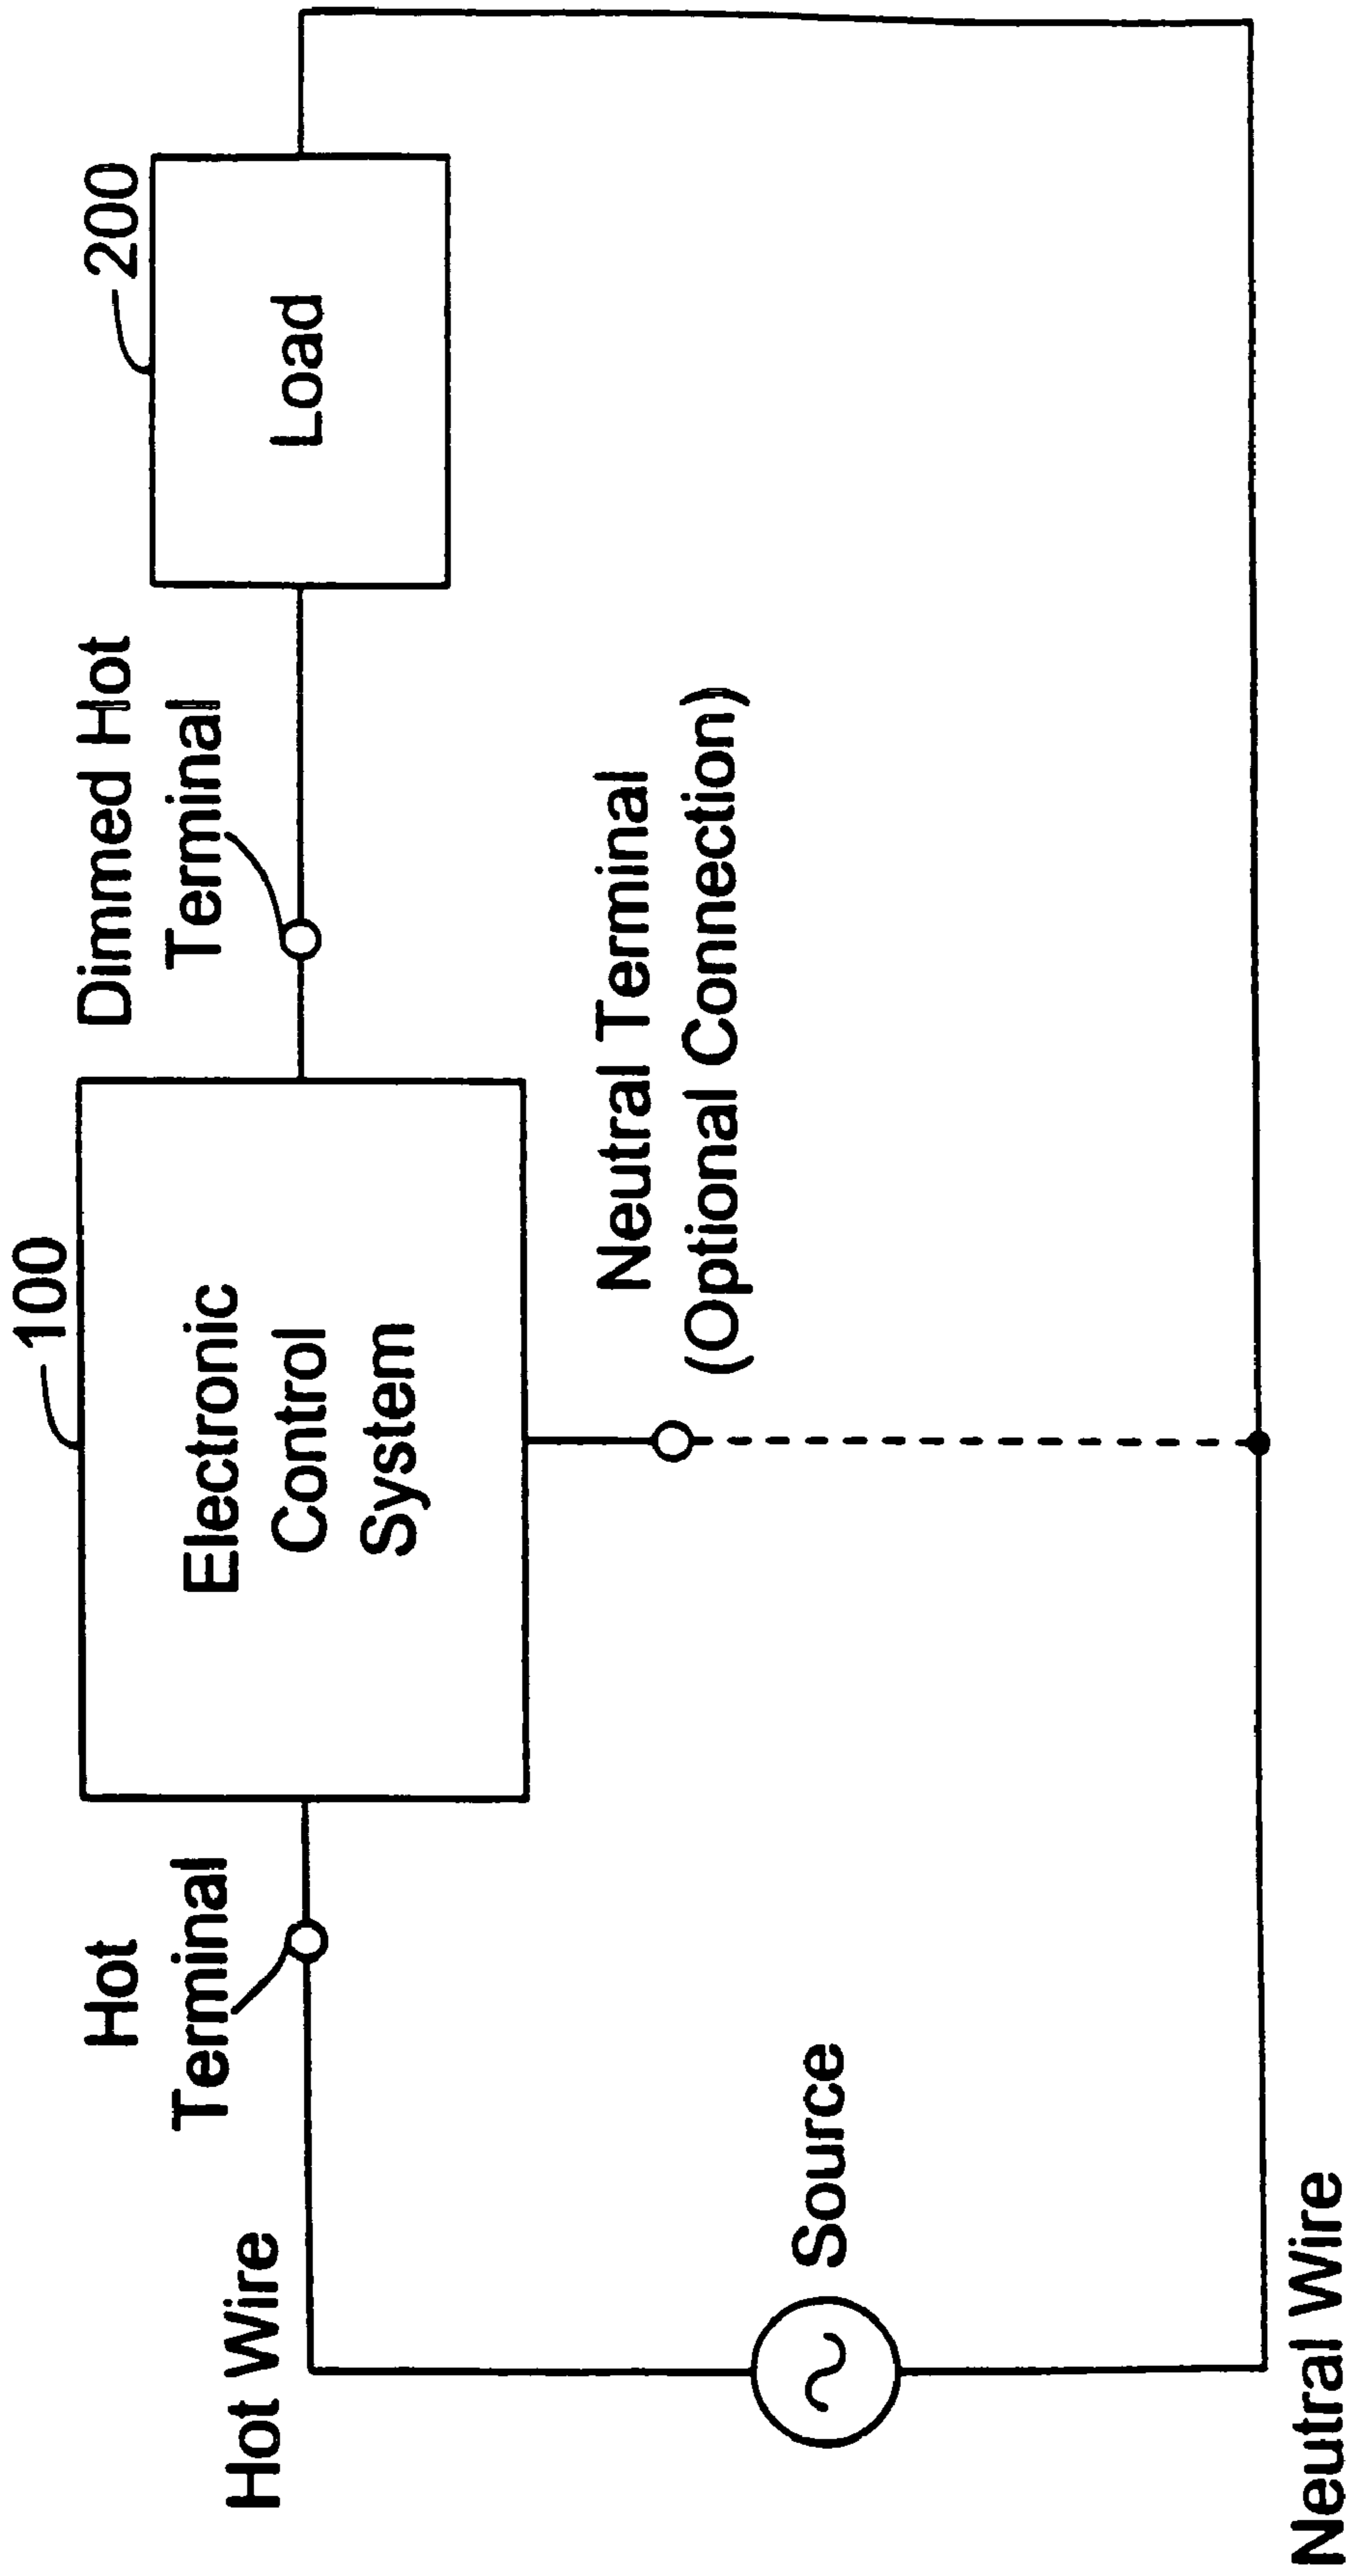 100
200
Hot
Terminal
Dimmed Hot
Terminal
Hot Wire
Electronic
Control
System
Load
Neutral Terminal
(Optional Connection)
Source
Neutral Wire